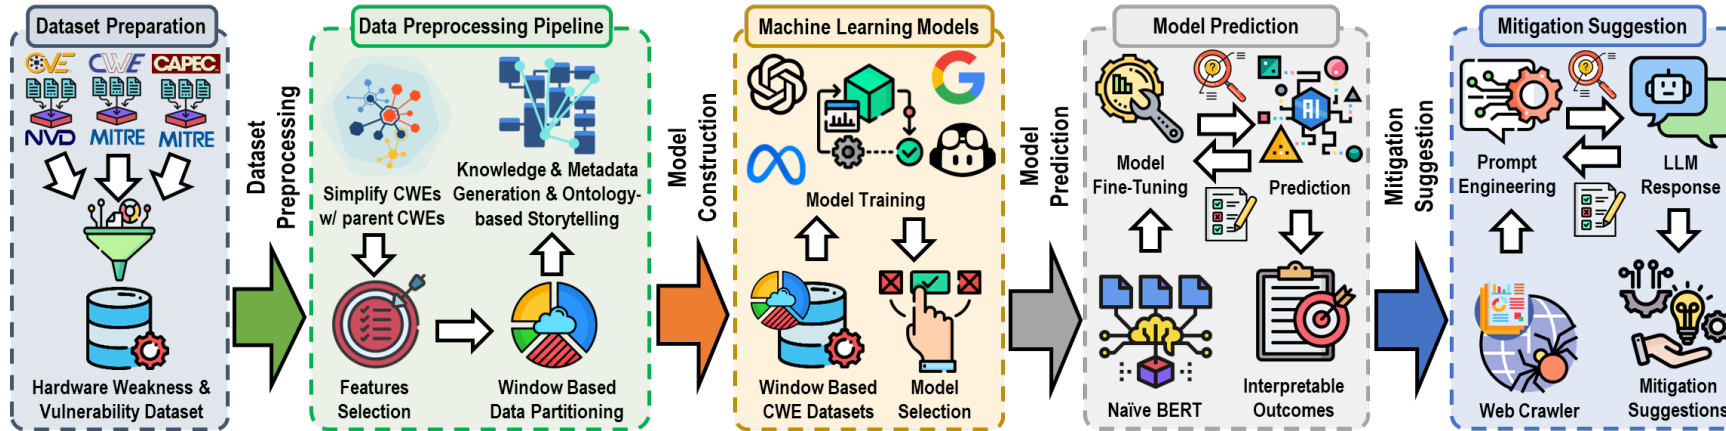 Dataset Preparation
CVE
CWE
CAPEC
NVD
MITRE
MITRE
Hardware Weakness &
Vulnerability Dataset
Dataset
Preprocessing
Data Preprocessing Pipeline
Simplify CWEs
w/ parent CWEs
Knowledge & Metadata
Generation & Ontology-
based Storytelling
Features
Selection
Window Based
Data Partitioning
Model
Construction
Machine Learning Models
Model Training
Window Based
CWE Datasets
Model
Selection
Model
Prediction
Model Prediction
Model
Fine-Tuning
AI
Prediction
Naïve BERT
Interpretable
Outcomes
Mitigation
Suggestion
Mitigation Suggestion
Prompt
Engineering
LLM
Response
Web Crawler
Mitigation
Suggestions